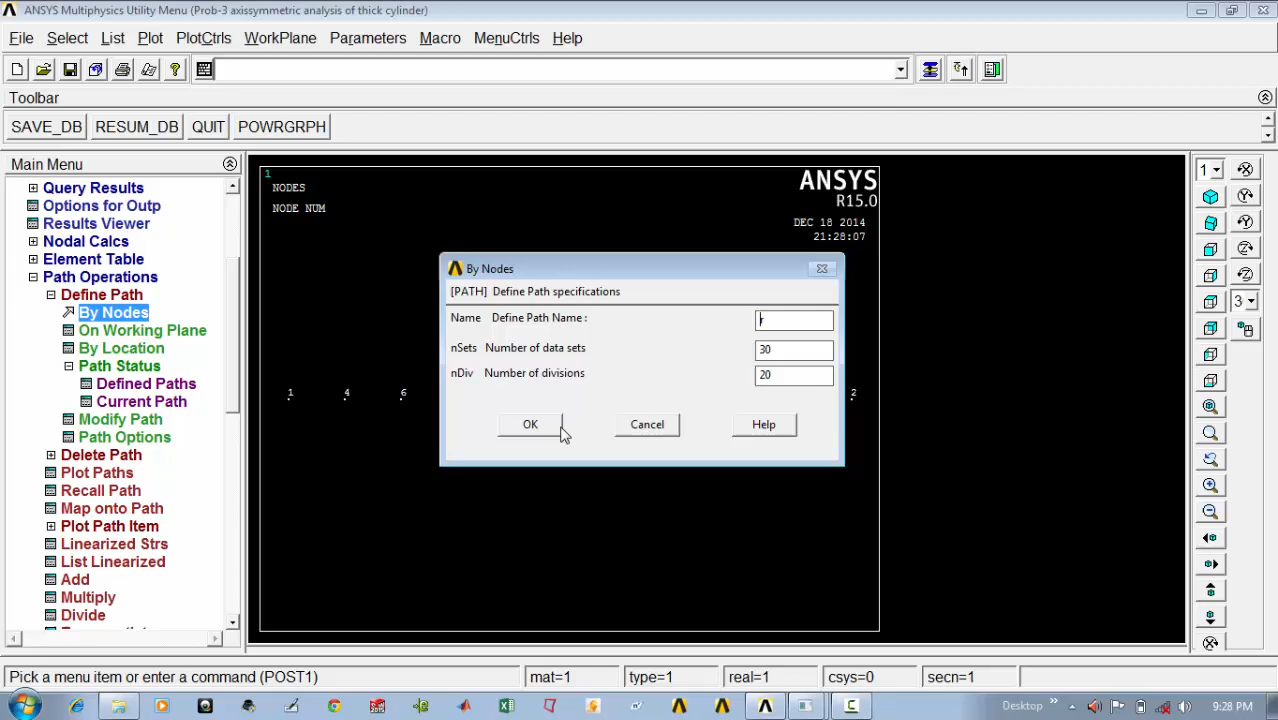 ANSYS Multiphysics Utility Menu (Prob-3 axissymmetric analysis of thick cylinder)
File Select List Plot PlotCtrls WorkPlane Parameters Macro MenuCtrls Help
Toolbar
SAVE_DB RESUM_DB QUIT POWRGRPH
Main Menu
Query Results
Options for Outp
Results Viewer
Nodal Calcs
Element Table
Path Operations
Define Path
By Nodes
On Working Plane
By Location
Path Status
Defined Paths
Current Path
Modify Path
Path Options
Delete Path
Plot Paths
Recall Path
Map onto Path
Plot Path Item
Linearized Strs
List Linearized
Add
Multiply
Divide
1
NODES
NODE NUM
ANSYS
R15.0
DEC 18 2014
21:28:07
1 4 6 2
By Nodes
[PATH] Define Path specifications
Name Define Path Name : r
nSets Number of data sets 30
nDiv Number of divisions 20
OK Cancel Help
1
3
Pick a menu item or enter a command (POST1) mat=1 type=1 real=1 csys=0 secn=1
Desktop 9:28 PM